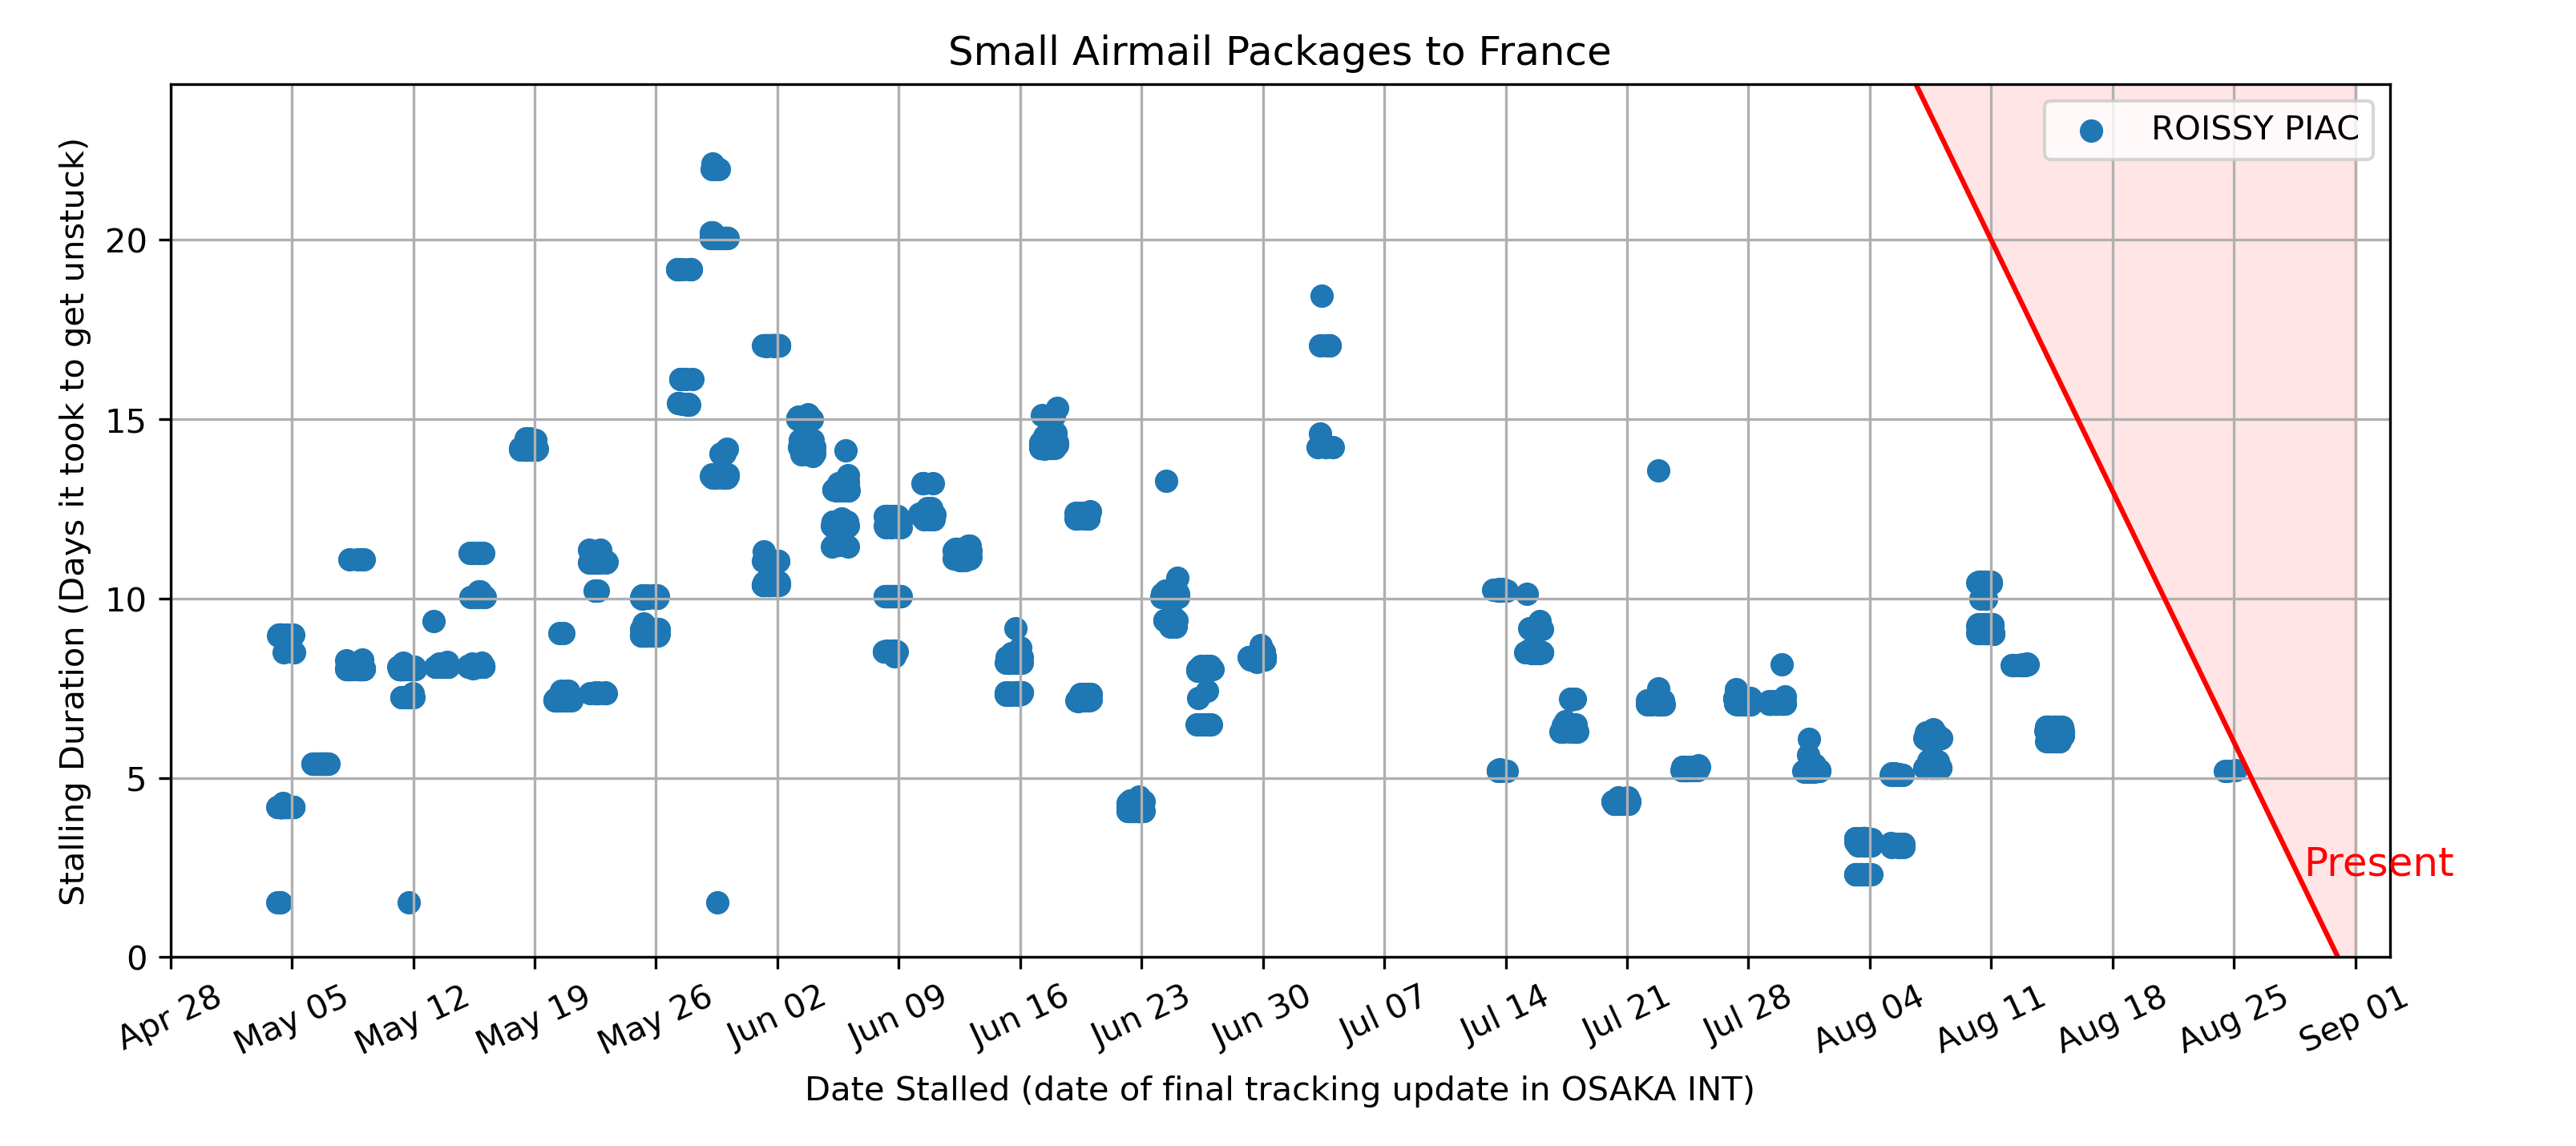 Small Airmail Packages to France
ROISSY PIAC
Stalling Duration (Days it took to get unstuck)
20
15
10
5
0
Present
Apr 28
May 05
May 12
May 19
May 26
Jun 02
Jun 09
Jun 16
Jun 23
Jun 30
Jul 07
Jul 14
Jul 21
Jul 28
Aug 04
Aug 11
Aug 18
Aug 25
Sep 01
Date Stalled (date of final tracking update in OSAKA INT)